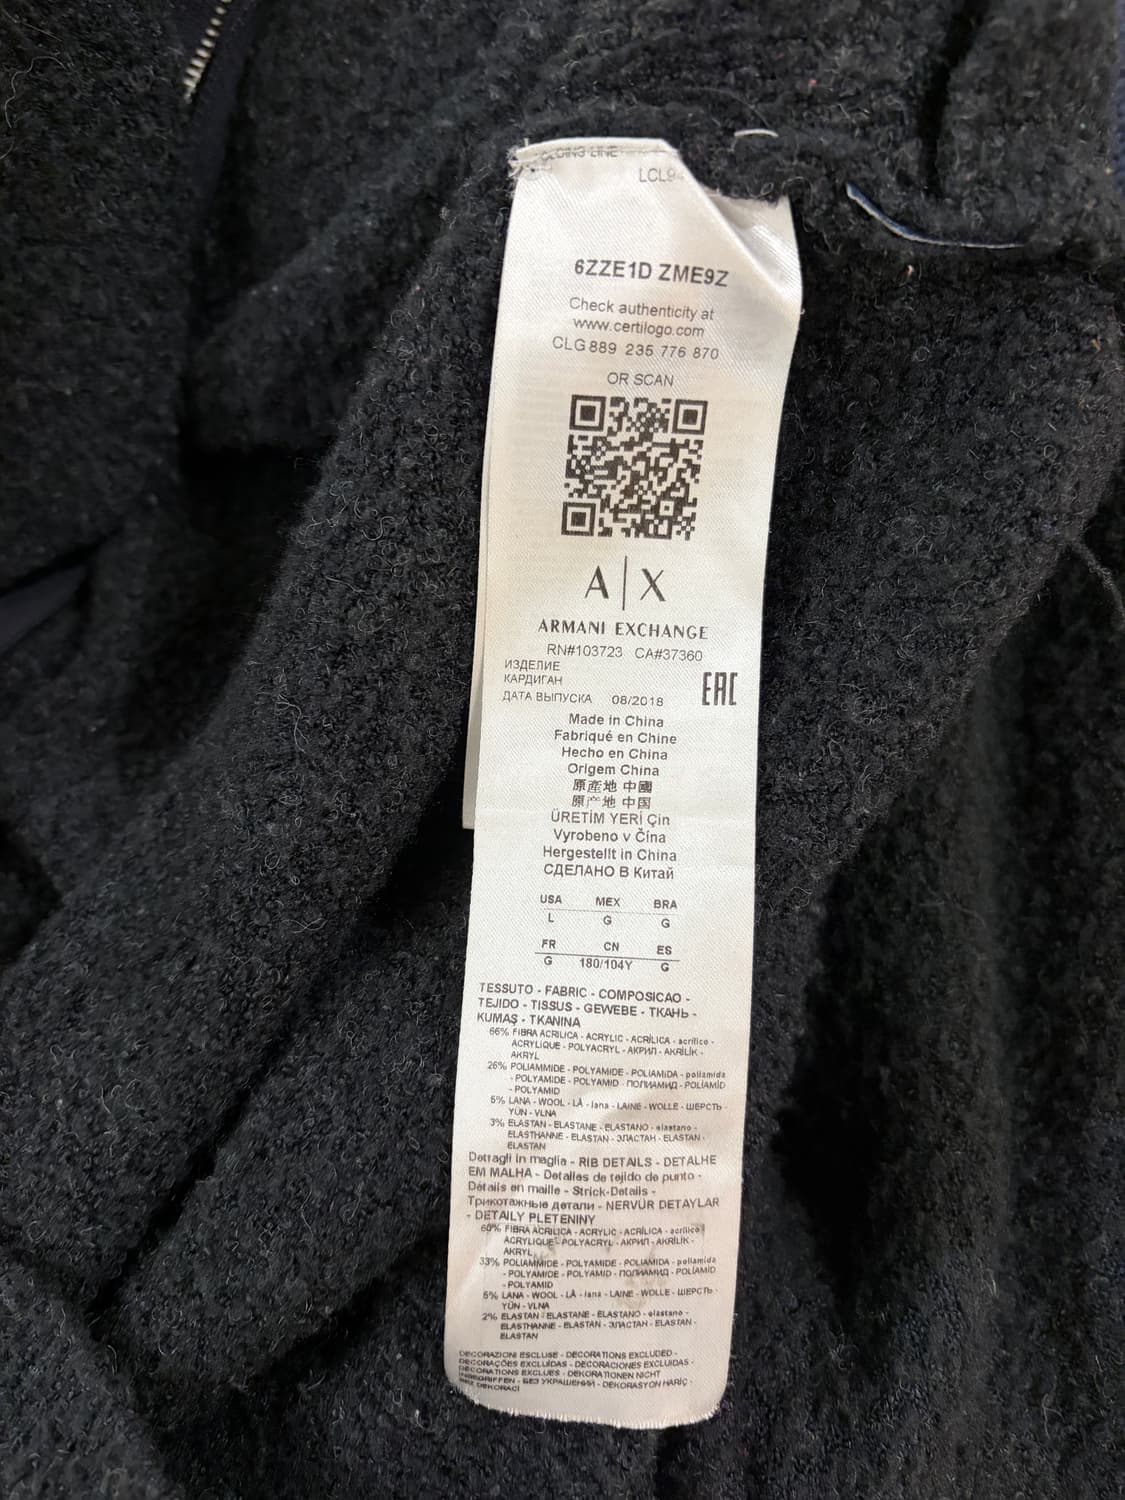 LCL94
6ZZE1D ZME9Z
Check authenticity at
www.certilogo.com
CLG 889 235 776 870
OR SCAN
A|X
ARMANI EXCHANGE
RN#103723 CA#37360
ИЗДЕЛИЕ
КАРДИГАН
ДАТА ВЫПУСКА 08/2018
EAC
Made in China
Fabriqué en Chine
Hecho en China
Origem China
原產地 中國
原产地 中国
ÜRETİM YERİ Çin
Vyrobeno v Čína
Hergestellt in China
СДЕЛАНО В Китай
USA MEX BRA
L G G
FR CN ES
G 180/104Y G
TESSUTO - FABRIC - COMPOSICAO -
TEJIDO - TISSUS - GEWEBE - ТКАНЬ -
KUMAŞ - TKANINA
66% FIBRA ACRILICA - ACRYLIC - ACRÍLICA - acrílico -
ACRYLIQUE - POLYACRYL - АКРИЛ - AKRİLİK -
AKRYL
26% POLIAMMIDE - POLYAMIDE - POLIAMIDA - poliamida
- POLYAMIDE - POLYAMID - ПОЛИАМИД - POLİAMİD
- POLYAMID
5% LANA - WOOL - LÃ - lana - LAINE - WOLLE - ШЕРСТЬ -
YÜN - VLNA
3% ELASTAN - ELASTANE - ELASTANO - elastano -
ELASTHANNE - ELASTAN - ЭЛАСТАН - ELASTAN -
ELASTAN
Dettagli in maglia - RIB DETAILS - DETALHE
EM MALHA - Detalles de tejido de punto -
Détails en maille - Strick-Details -
Трикотажные детали - NERVÜR DETAYLAR
- DETAILY PLETENINY
60% FIBRA ACRILICA - ACRYLIC - ACRÍLICA - acrílico
ACRYLIQUE - POLYACRYL - АКРИЛ - AKRİLİK -
AKRYL
33% POLIAMMIDE - POLYAMIDE - POLIAMIDA - poliamida
- POLYAMIDE - POLYAMID - ПОЛИАМИД - POLİAMİD
- POLYAMID
5% LANA - WOOL - LÃ - lana - LAINE - WOLLE - ШЕРСТЬ -
YÜN - VLNA
2% ELASTAN - ELASTANE - ELASTANO - elastano -
ELASTHANNE - ELASTAN - ЭЛАСТАН - ELASTAN -
ELASTAN
DECORAZIONI ESCLUSE - DECORATIONS EXCLUDED -
DECORAÇÕES EXCLUÍDAS - DECORACIONES EXCLUIDAS -
DECORATIONS EXCLUES - DEKORATIONEN NICHT
INBEGRIFFEN - БЕЗ УКРАШЕНИЙ - DEKORASYON HARİÇ -
DEKORACÍ